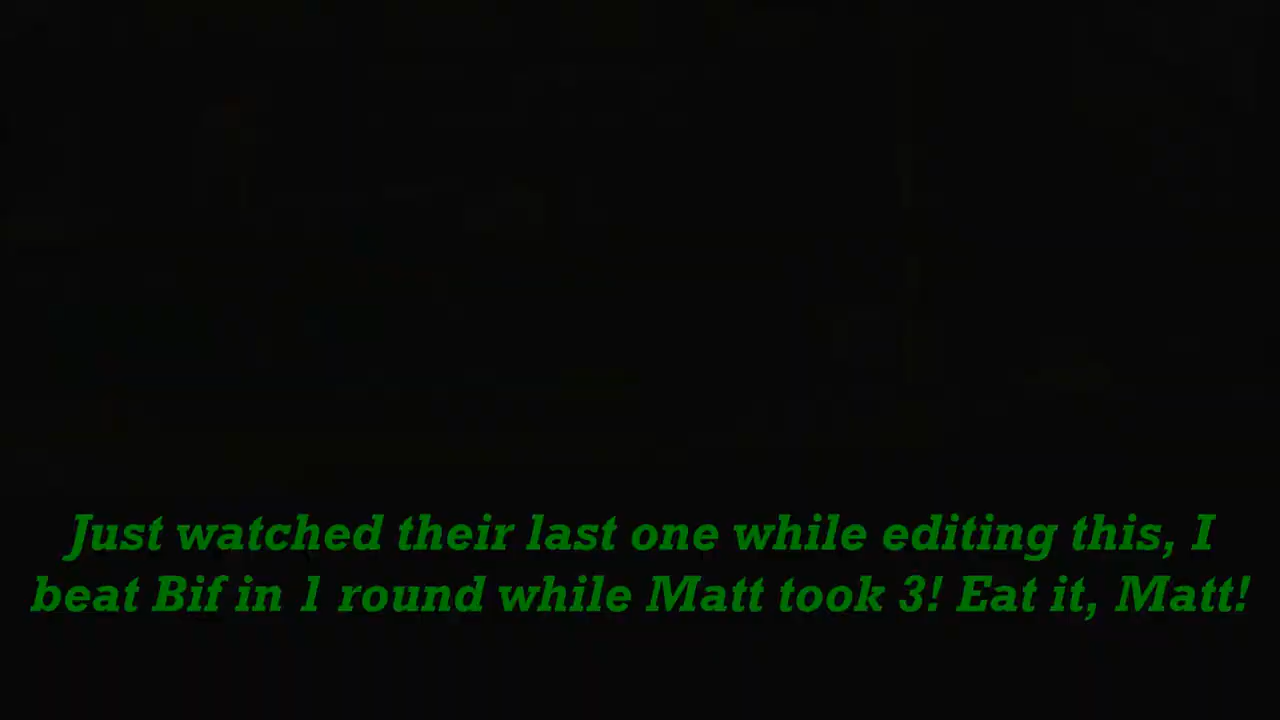 Just watched their last one while editing this, I
beat Bif in 1 round while Matt took 3! Eat it, Matt!